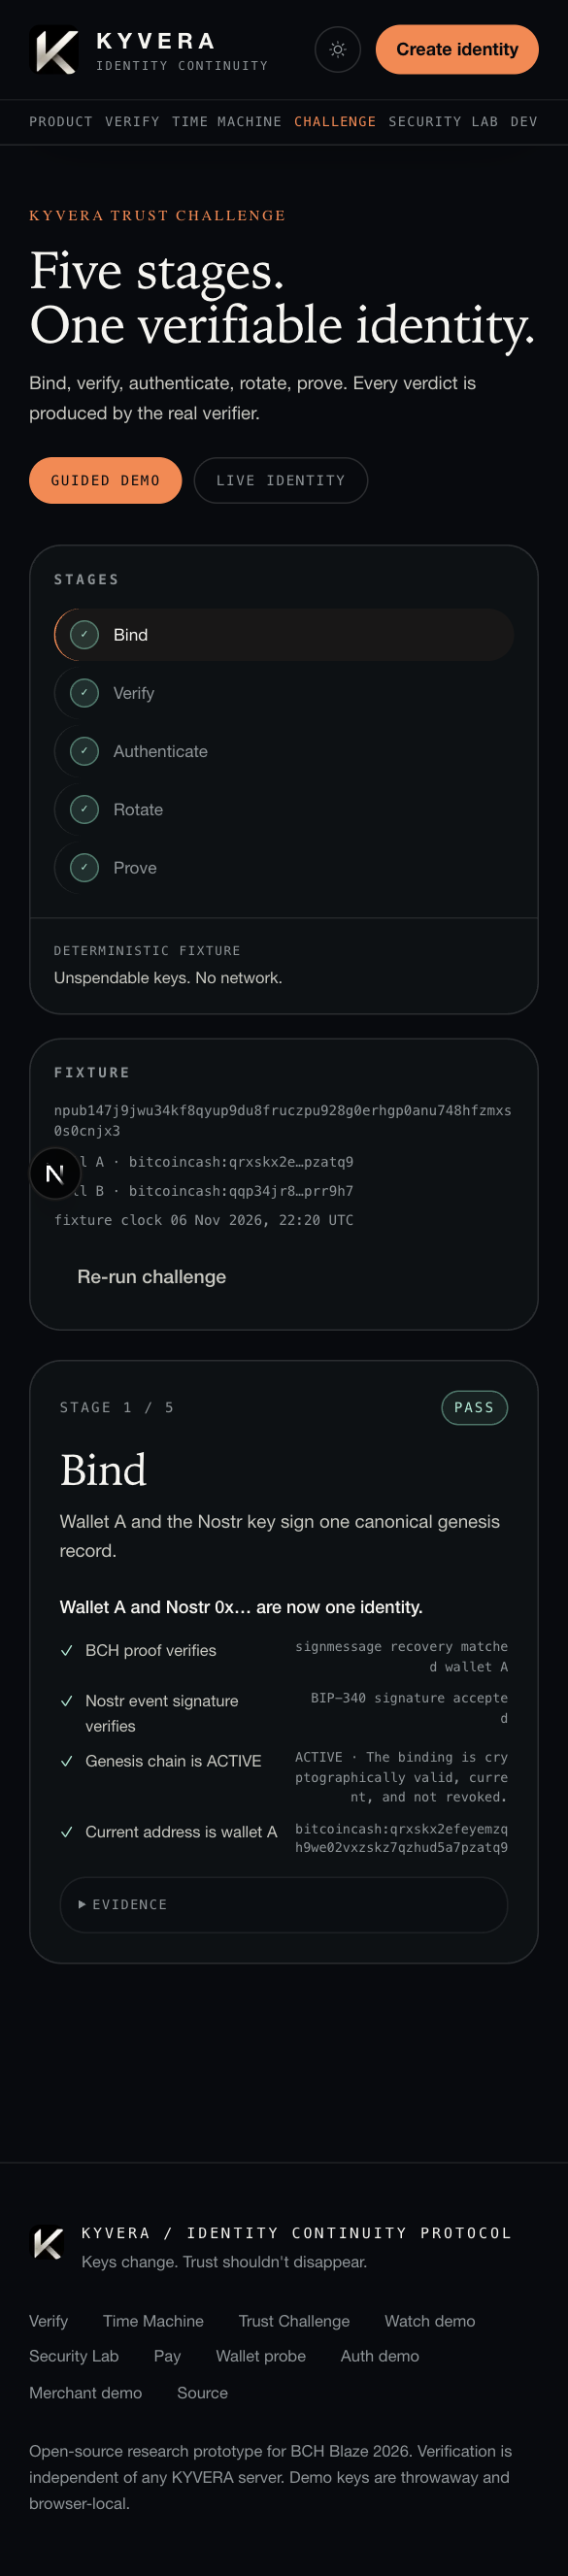 KYVERA
IDENTITY CONTINUITY
Create identity
PRODUCT VERIFY TIME MACHINE CHALLENGE SECURITY LAB DEV
KYVERA TRUST CHALLENGE
Five stages.
One verifiable identity.
Bind, verify, authenticate, rotate, prove. Every verdict is
produced by the real verifier.
GUIDED DEMO LIVE IDENTITY
STAGES
✓ Bind
✓ Verify
✓ Authenticate
✓ Rotate
✓ Prove
DETERMINISTIC FIXTURE
Unspendable keys. No network.
FIXTURE
npub147j9jwu34kf8qyup9du8fruczpu928g0erhgp0anu748hfzmxs
0s0cnjx3
l A · bitcoincash:qrxskx2e…pzatq9
N
ll B · bitcoincash:qqp34jr8…prr9h7
fixture clock 06 Nov 2026, 22:20 UTC
Re-run challenge
STAGE 1 / 5 PASS
Bind
Wallet A and the Nostr key sign one canonical genesis
record.
Wallet A and Nostr 0x... are now one identity.
✓ BCH proof verifies signmessage recovery matche
d wallet A
✓ Nostr event signature BIP-340 signature accepte
verifies d
✓ Genesis chain is ACTIVE ACTIVE · The binding is cry
ptographically valid, curre
nt, and not revoked.
✓ Current address is wallet A bitcoincash:qrxskx2efeyemzq
h9we02vxzskz7qzhud5a7pzatq9
▶ EVIDENCE
KYVERA / IDENTITY CONTINUITY PROTOCOL
Keys change. Trust shouldn't disappear.
Verify Time Machine Trust Challenge Watch demo
Security Lab Pay Wallet probe Auth demo
Merchant demo Source
Open-source research prototype for BCH Blaze 2026. Verification is
independent of any KYVERA server. Demo keys are throwaway and
browser-local.